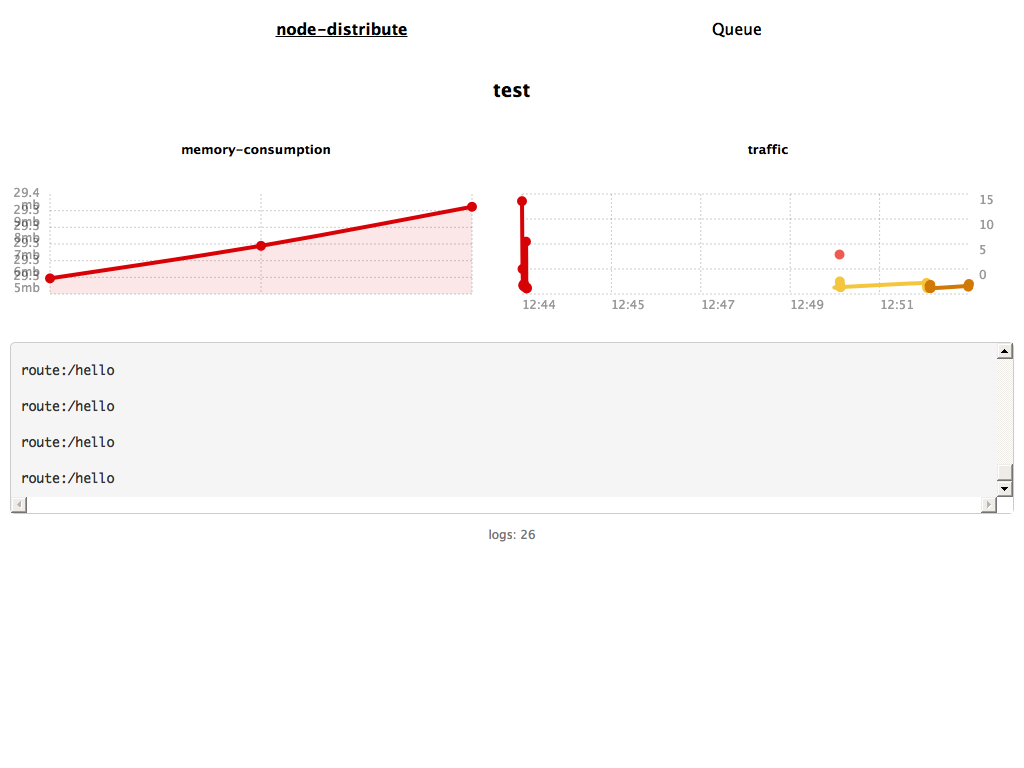 node-distribute
Queue
test
memory-consumption
traffic
29.4
mb
29.3
9mb
29.3
8mb
29.3
7mb
29.3
6mb
29.3
5mb
15
10
5
0
12:44
12:45
12:47
12:49
12:51
route:/hello
route:/hello
route:/hello
route:/hello
logs: 26